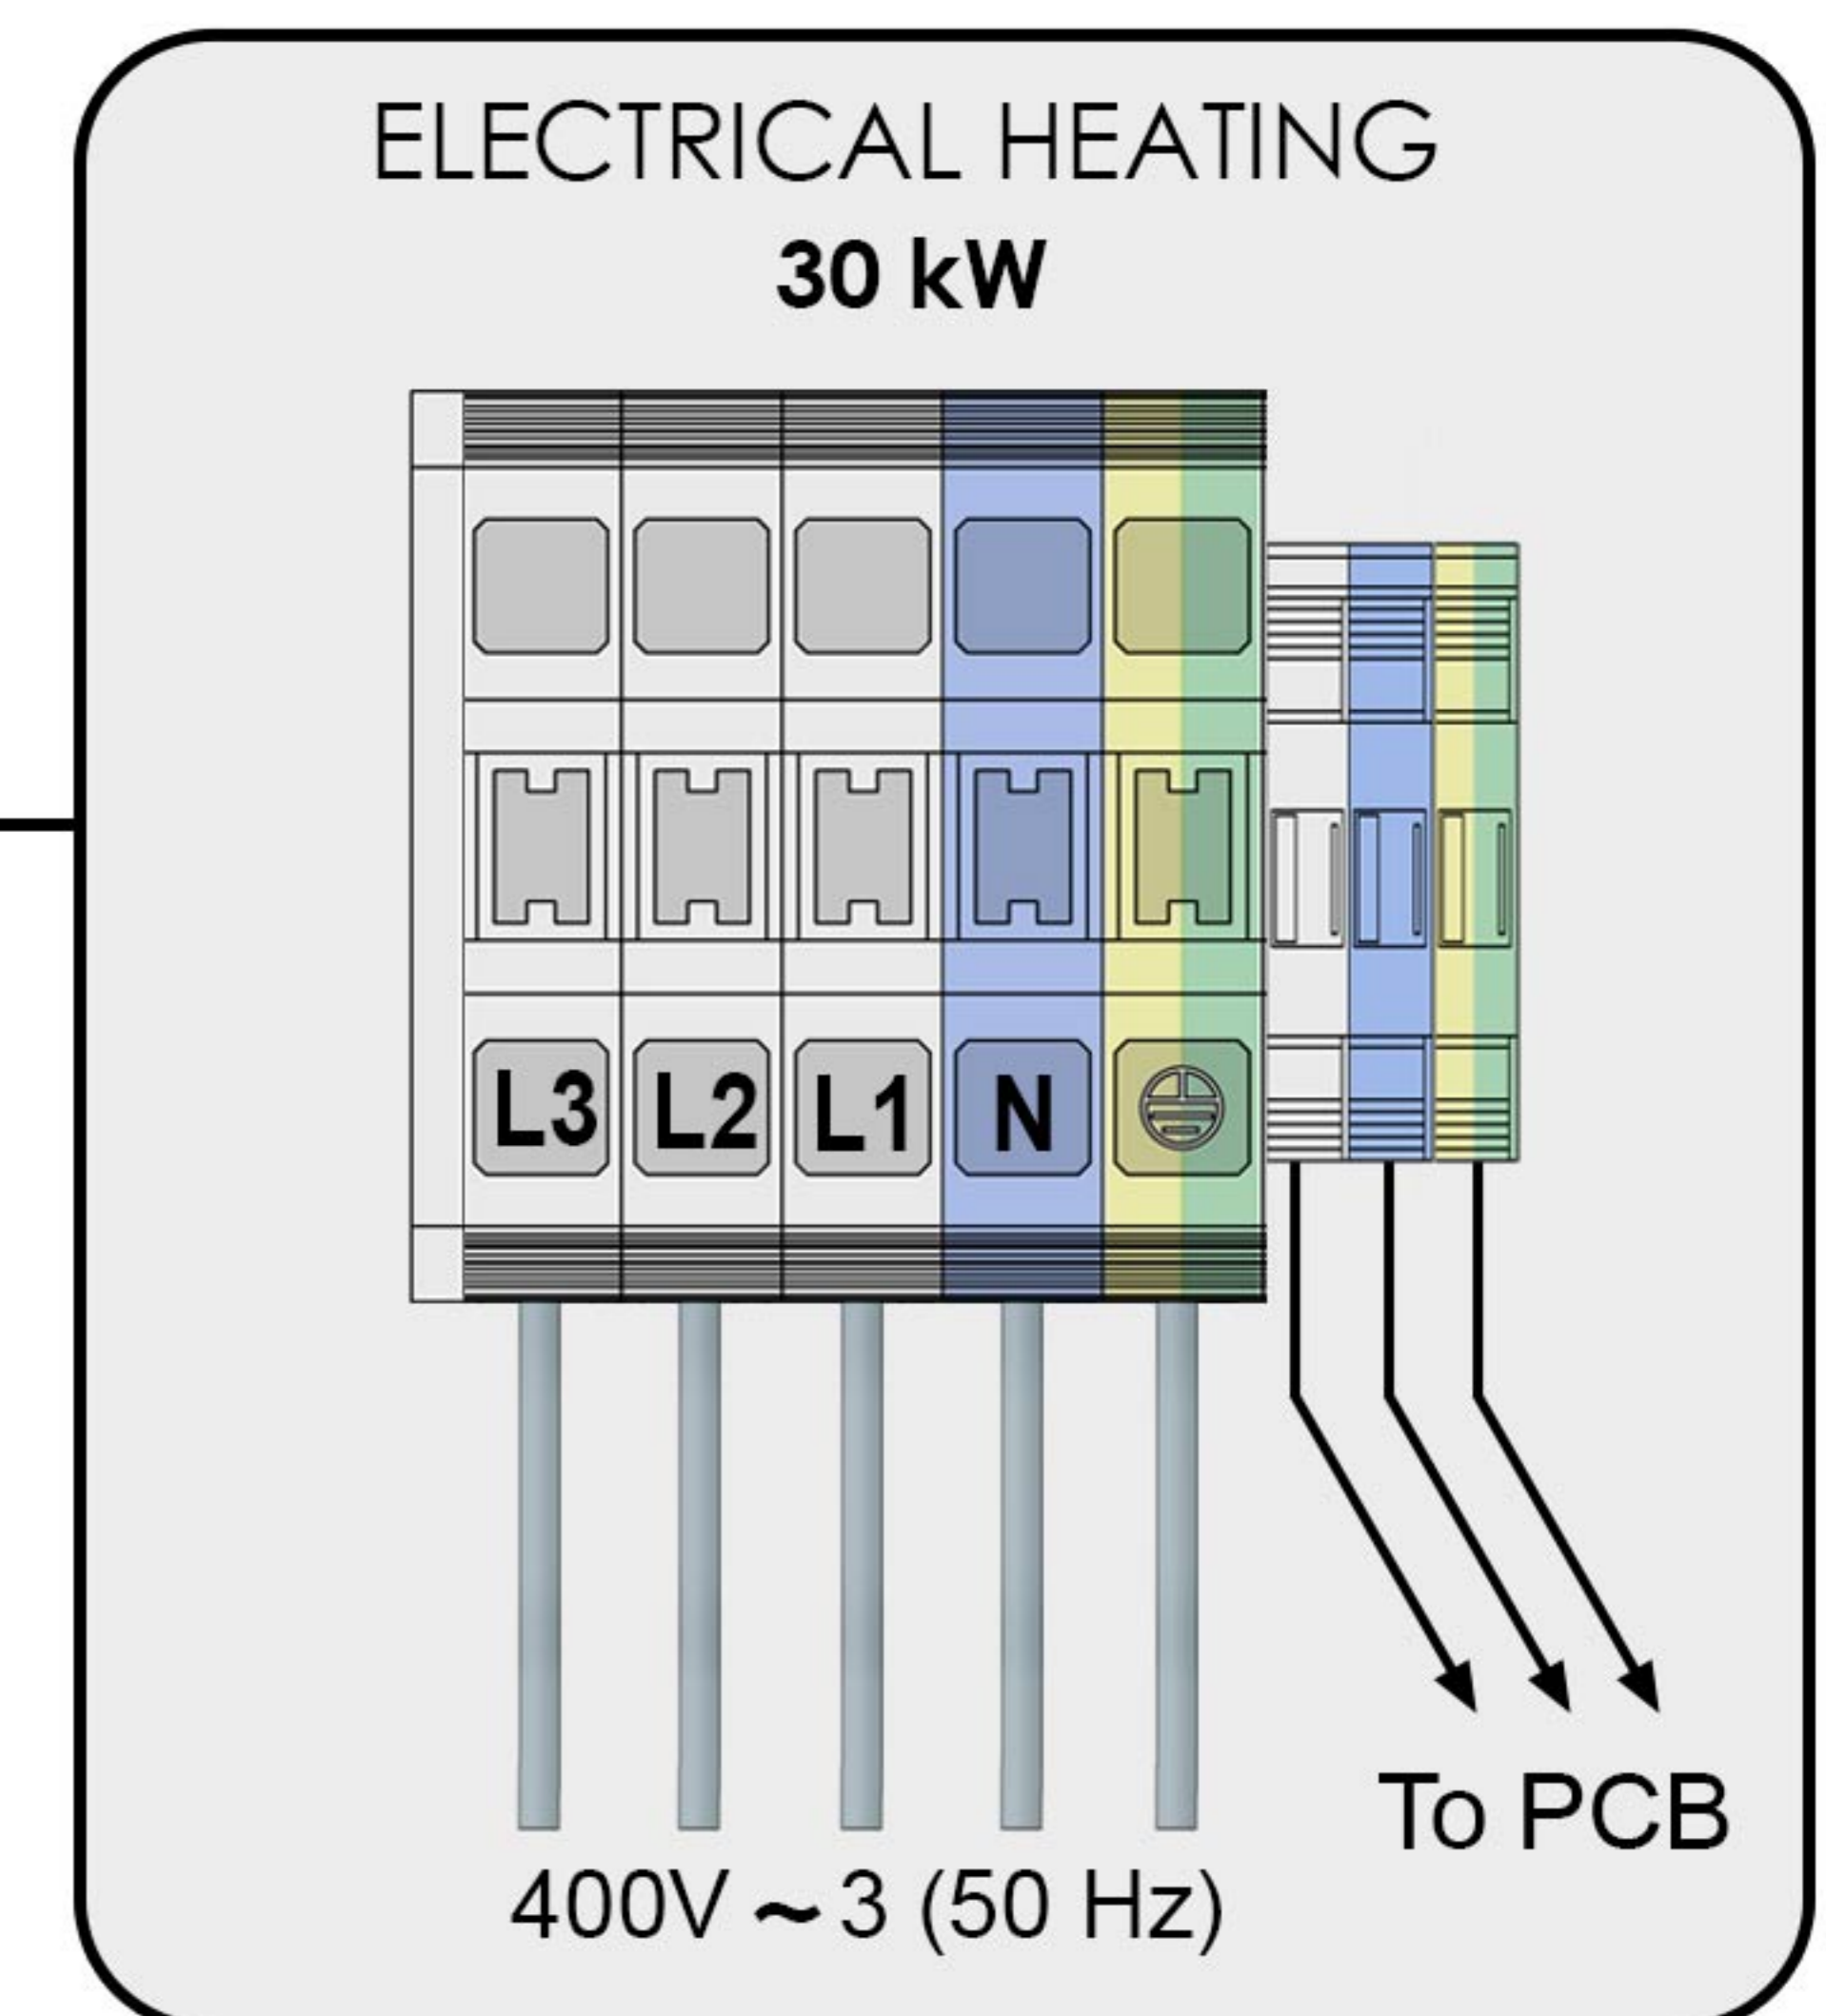 ELECTRICAL HEATING
30 kW
L3 L2 L1 N
To PCB
400V ~ 3 (50 Hz)